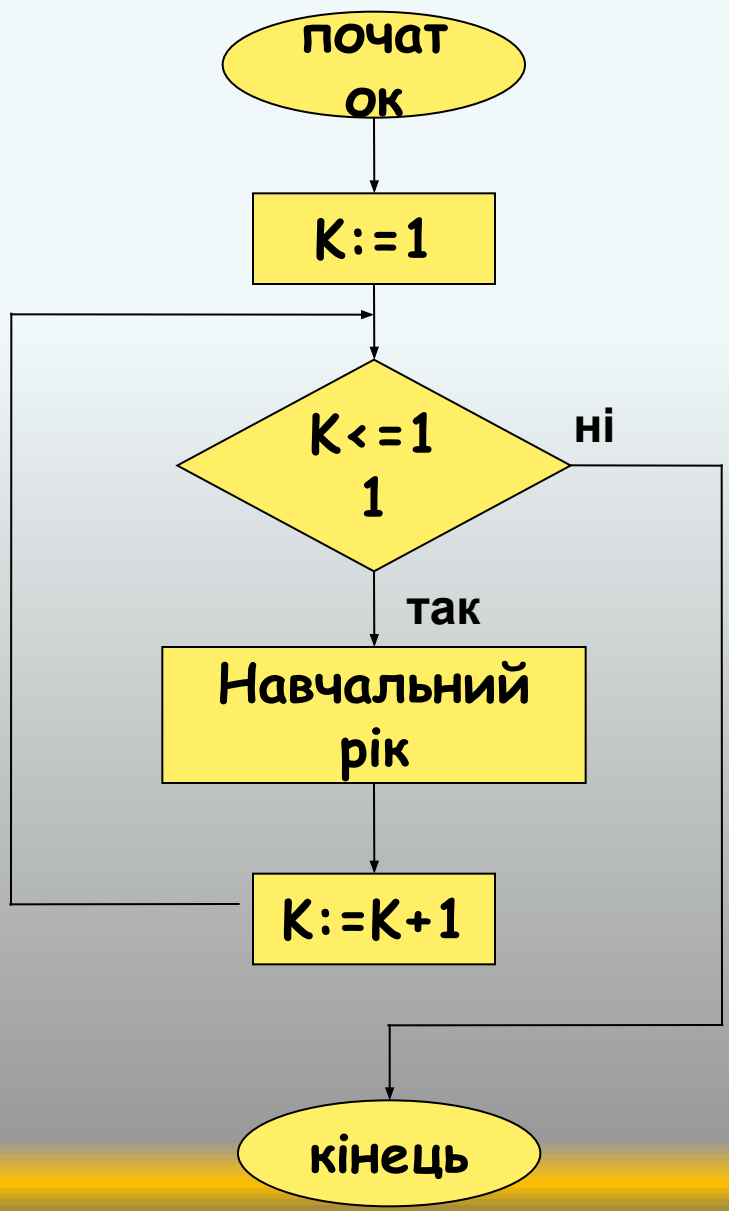 почат
ок
K:=1
K<=1
1
ні
так
Навчальний
рік
K:=K+1
кінець